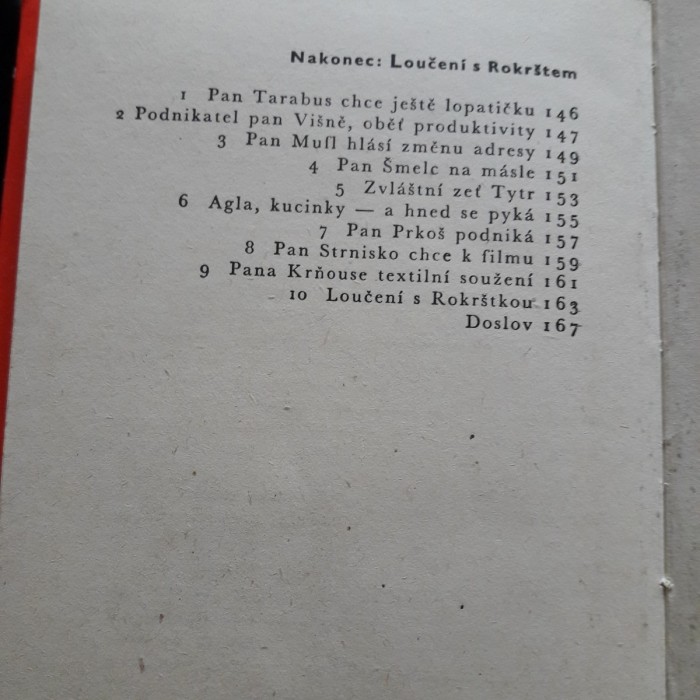 Nakonec: Loučení s Rokrštem
1 Pan Tarabus chce ještě lopatičku 146
2 Podnikatel pan Višně, oběť produktivity 147
3 Pan Mufl hlásí změnu adresy 149
4 Pan Šmelc na másle 151
5 Zvláštní zeť Tytr 153
6 Agla, kucinky — a hned se pyká 155
7 Pan Prkoš podniká 157
8 Pan Strnisko chce k filmu 159
9 Pana Krňouse textilní soužení 161
10 Loučení s Rokrštkou 163
Doslov 167